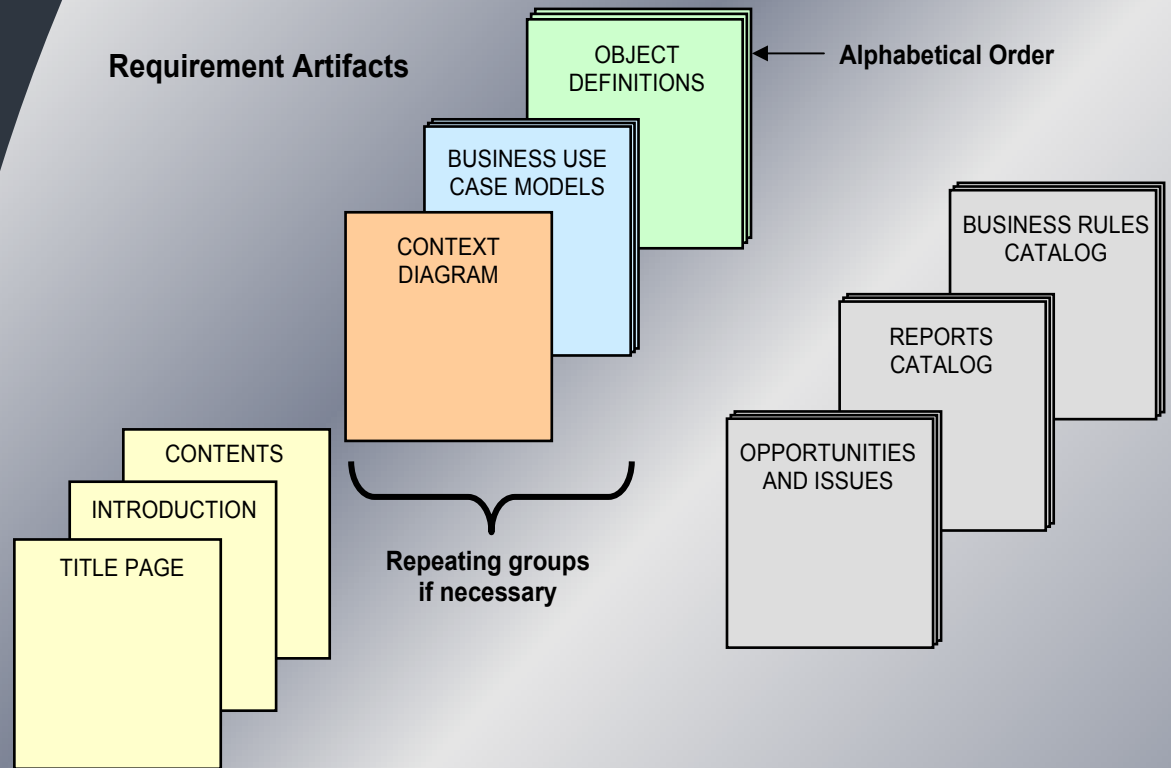 Requirement Artifacts
OBJECT
DEFINITIONS
Alphabetical Order
BUSINESS USE
CASE MODELS
CONTEXT
DIAGRAM
BUSINESS RULES
CATALOG
REPORTS
CATALOG
OPPORTUNITIES
AND ISSUES
CONTENTS
INTRODUCTION
TITLE PAGE
Repeating groups
if necessary